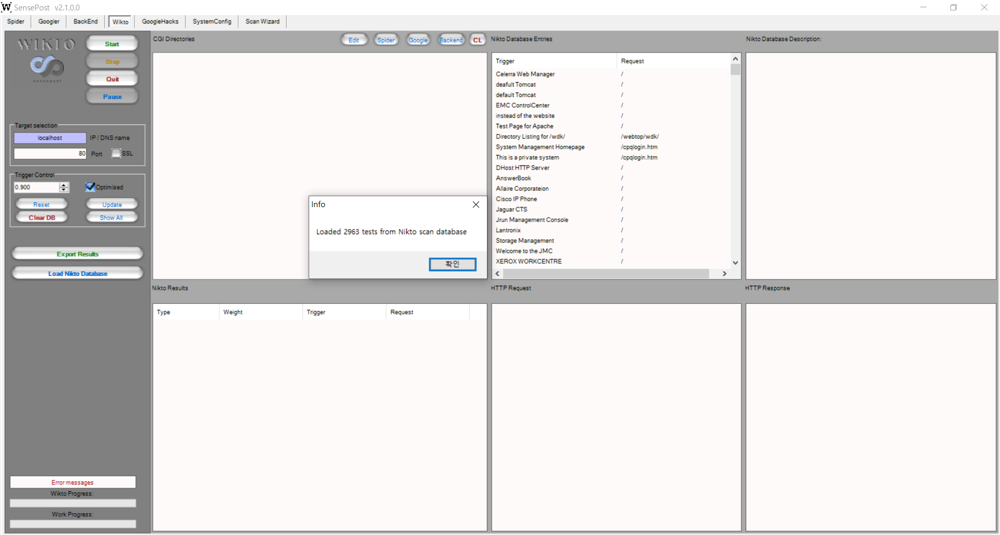 SensePost v2.1.0.0
Spider Googler BackEnd Wikto GoogleHacks SystemConfig Scan Wizard
WIKTO
sensepost
Start
Stop
Quit
Pause
Target selection
localhost IP / DNS name
80 Port SSL
Trigger Control
0.900 Optimised
Reset Update
Clear DB Show All
Export Results
Load Nikto Database
Error messages
Wikto Progress:
Work Progress:
CGI Directories Edit Spider Google Backend CL
Nikto Database Entries
Trigger Request
Celerra Web Manager /
deafult Tomcat /
default Tomcat /
EMC ControlCenter /
instead of the website /
Test Page for Apache /
Directory Listing for /wdk/ /webtop/wdk/
System Management Homepage /cpqlogin.htm
This is a private system /cpqlogin.htm
DHost HTTP Server /
AnswerBook /
Allaire Corporateion /
Cisco IP Phone /
Jaguar CTS /
Jrun Management Console /
Lantronix /
Storage Management /
Welcome to the JMC /
XEROX WORKCENTRE /
Nikto Database Description:
Info
Loaded 2963 tests from Nikto scan database
확인
Nikto Results
Type Weight Trigger Request
HTTP Request
HTTP Response